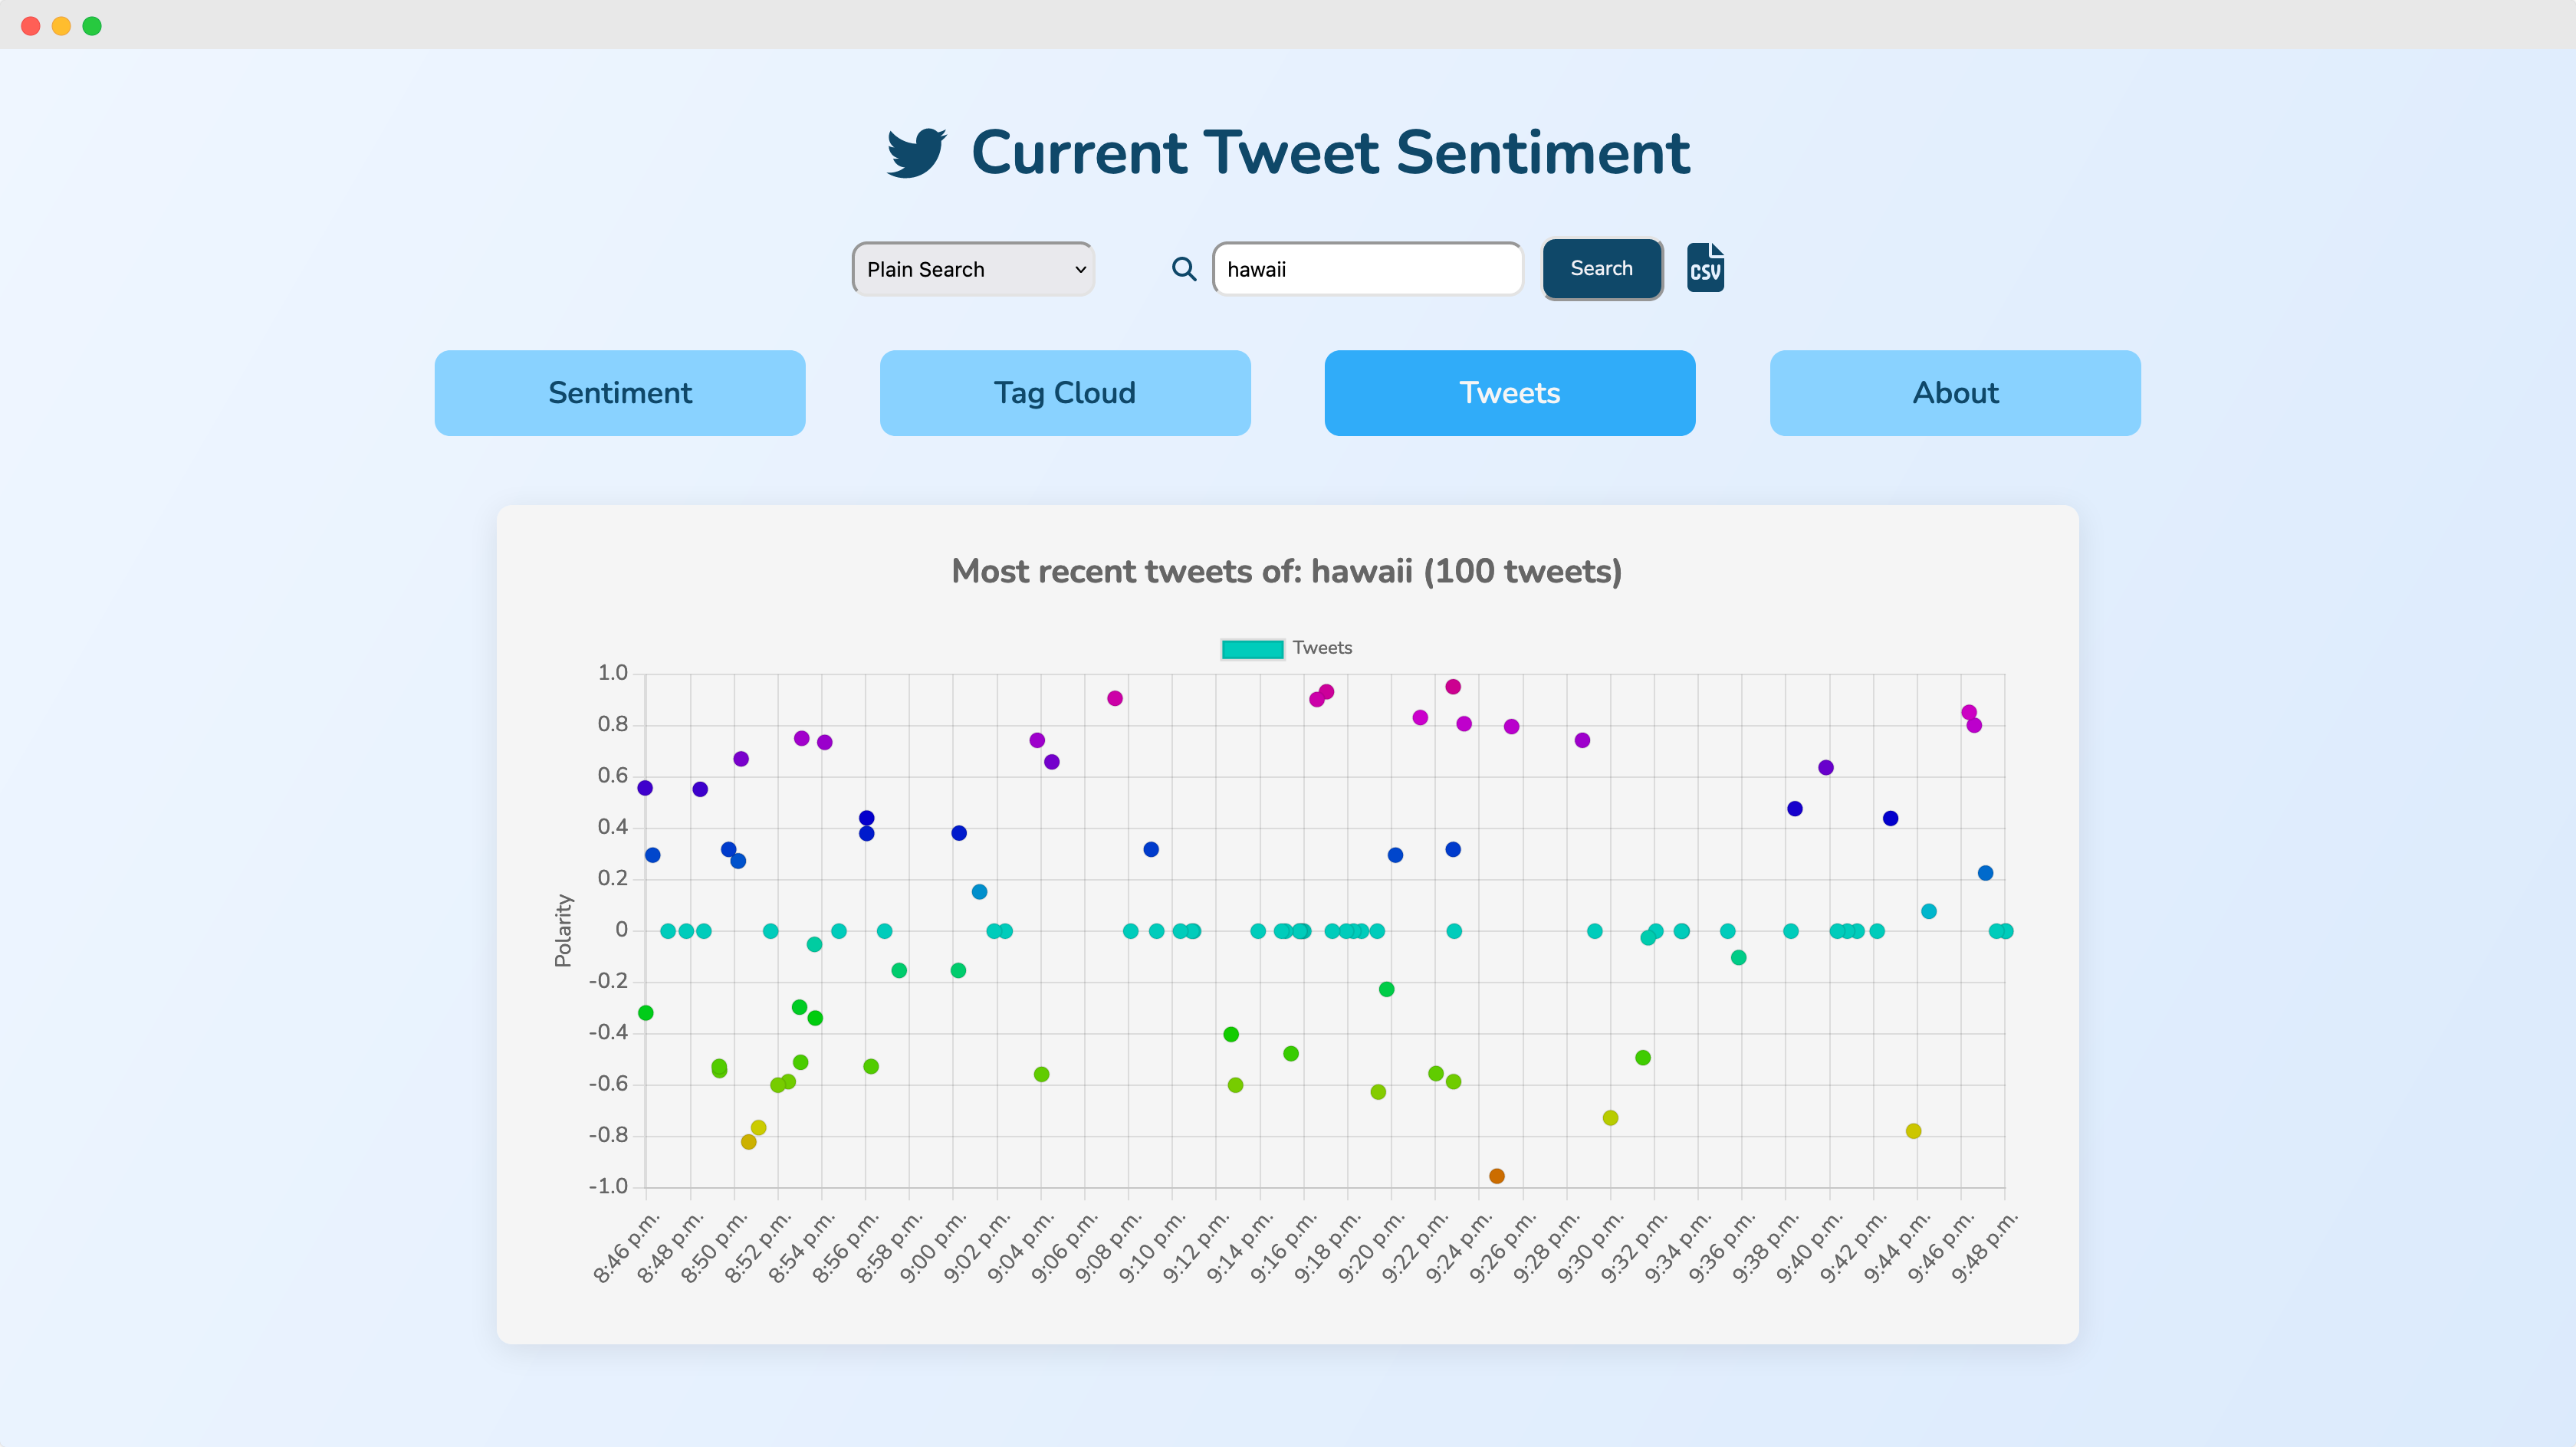 Current Tweet Sentiment
Plain Search
hawaii
Search
CSV
Sentiment
Tag Cloud
Tweets
About
Most recent tweets of: hawaii (100 tweets)
Tweets
Polarity
1.0
0.8
0.6
0.4
0.2
0
-0.2
-0.4
-0.6
-0.8
-1.0
8:46 p.m.
8:48 p.m.
8:50 p.m.
8:52 p.m.
8:54 p.m.
8:56 p.m.
8:58 p.m.
9:00 p.m.
9:02 p.m.
9:04 p.m.
9:06 p.m.
9:08 p.m.
9:10 p.m.
9:12 p.m.
9:14 p.m.
9:16 p.m.
9:18 p.m.
9:20 p.m.
9:22 p.m.
9:24 p.m.
9:26 p.m.
9:28 p.m.
9:30 p.m.
9:32 p.m.
9:34 p.m.
9:36 p.m.
9:38 p.m.
9:40 p.m.
9:42 p.m.
9:44 p.m.
9:46 p.m.
9:48 p.m.